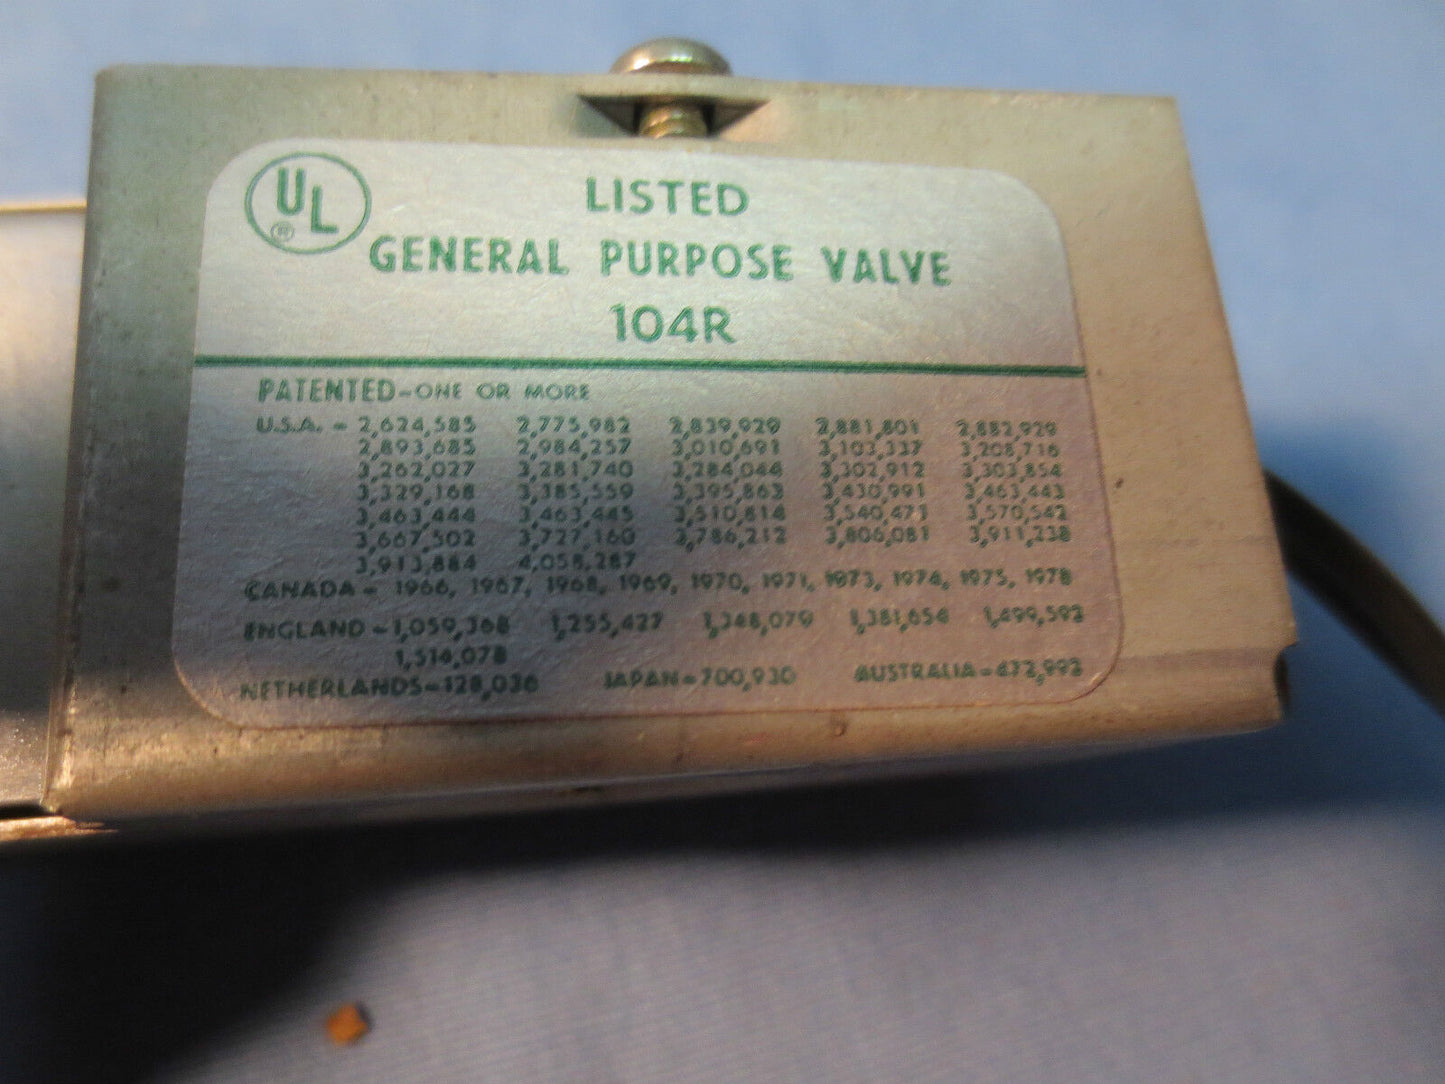 UL ®
LISTED
GENERAL PURPOSE VALVE
104R
PATENTED-ONE OR MORE
U.S.A. - 2,624,585 2,775,982 2,839,929 2,881,801 2,882,929
2,893,685 2,984,257 3,010,691 3,103,337 3,208,716
3,262,027 3,281,740 3,284,044 3,302,912 3,303,854
3,329,168 3,385,559 3,395,863 3,430,991 3,463,443
3,463,444 3,463,445 3,510,814 3,540,471 3,570,542
3,667,502 3,727,160 3,786,212 3,806,081 3,911,238
3,913,884 4,058,287
CANADA - 1966, 1967, 1968, 1969, 1970, 1971, 1973, 1974, 1975, 1978
ENGLAND-1,059,368 1,255,427 1,348,079 1,381,654 1,499,592
1,514,078
NETHERLANDS-128,036 JAPAN-700,930 AUSTRALIA-472,992